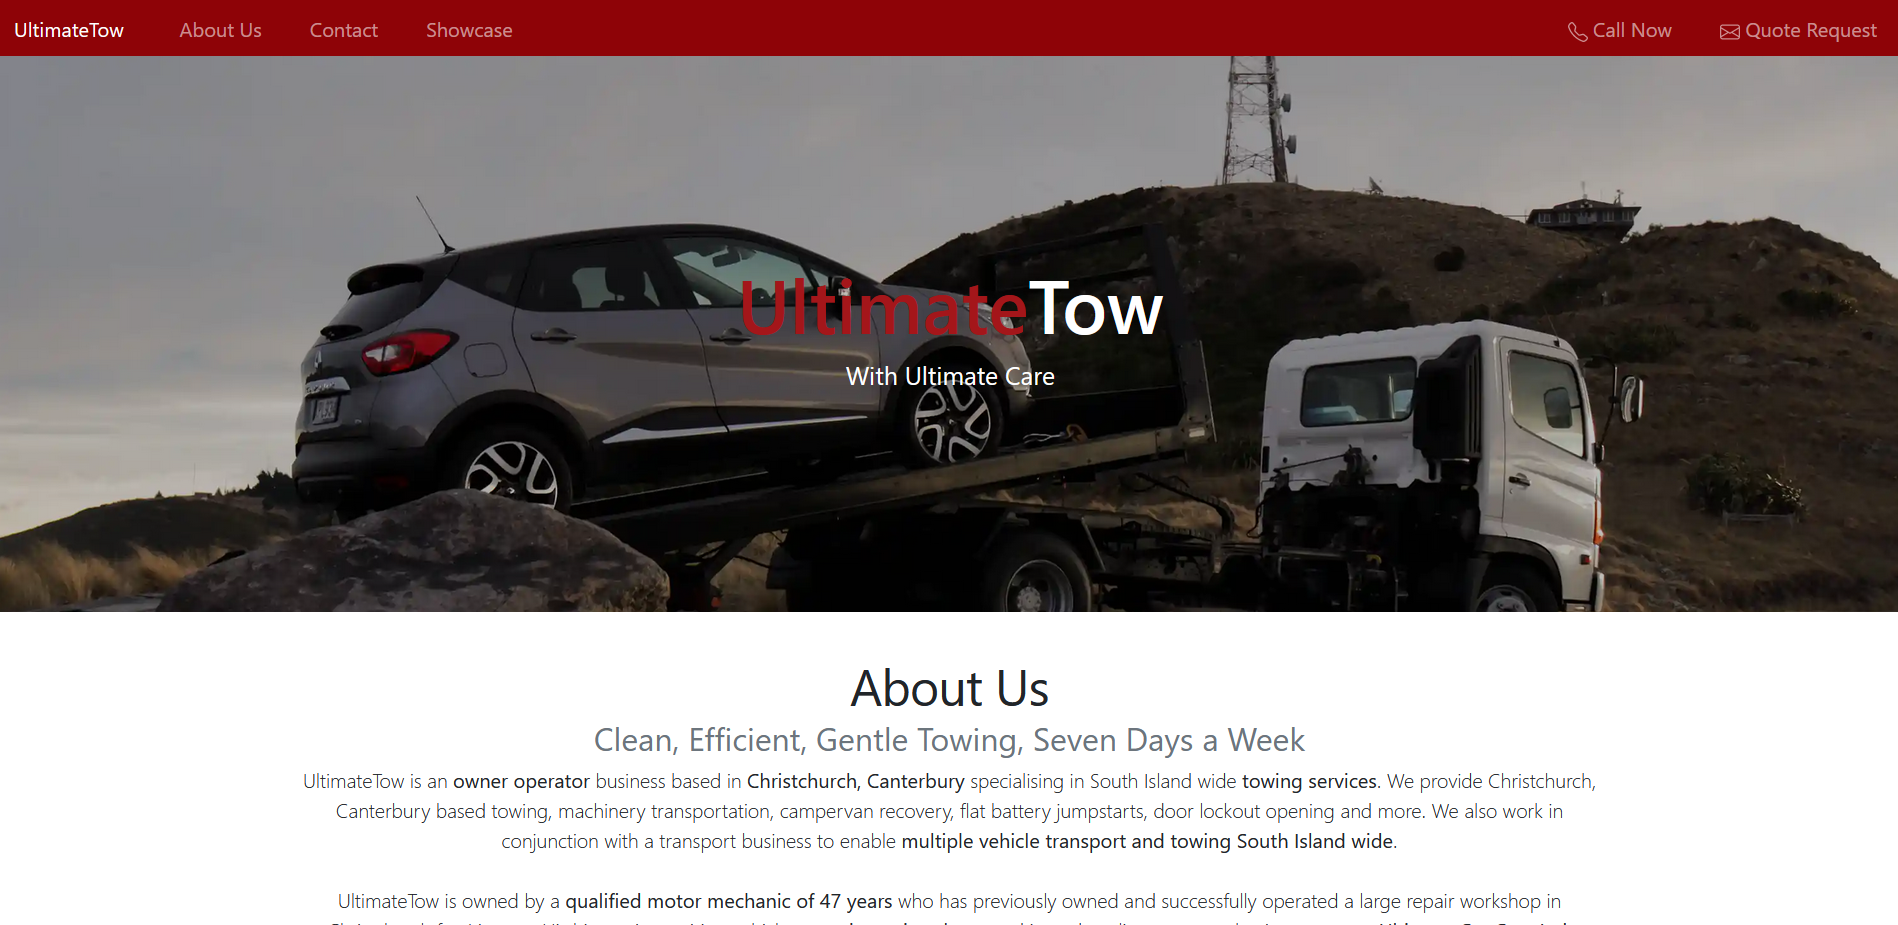 UltimateTow About Us Contact Showcase Call Now Quote Request
UltimateTow
With Ultimate Care
About Us
Clean, Efficient, Gentle Towing, Seven Days a Week
UltimateTow is an owner operator business based in Christchurch, Canterbury specialising in South Island wide towing services. We provide Christchurch,
Canterbury based towing, machinery transportation, campervan recovery, flat battery jumpstarts, door lockout opening and more. We also work in
conjunction with a transport business to enable multiple vehicle transport and towing South Island wide.
UltimateTow is owned by a qualified motor mechanic of 47 years who has previously owned and successfully operated a large repair workshop in